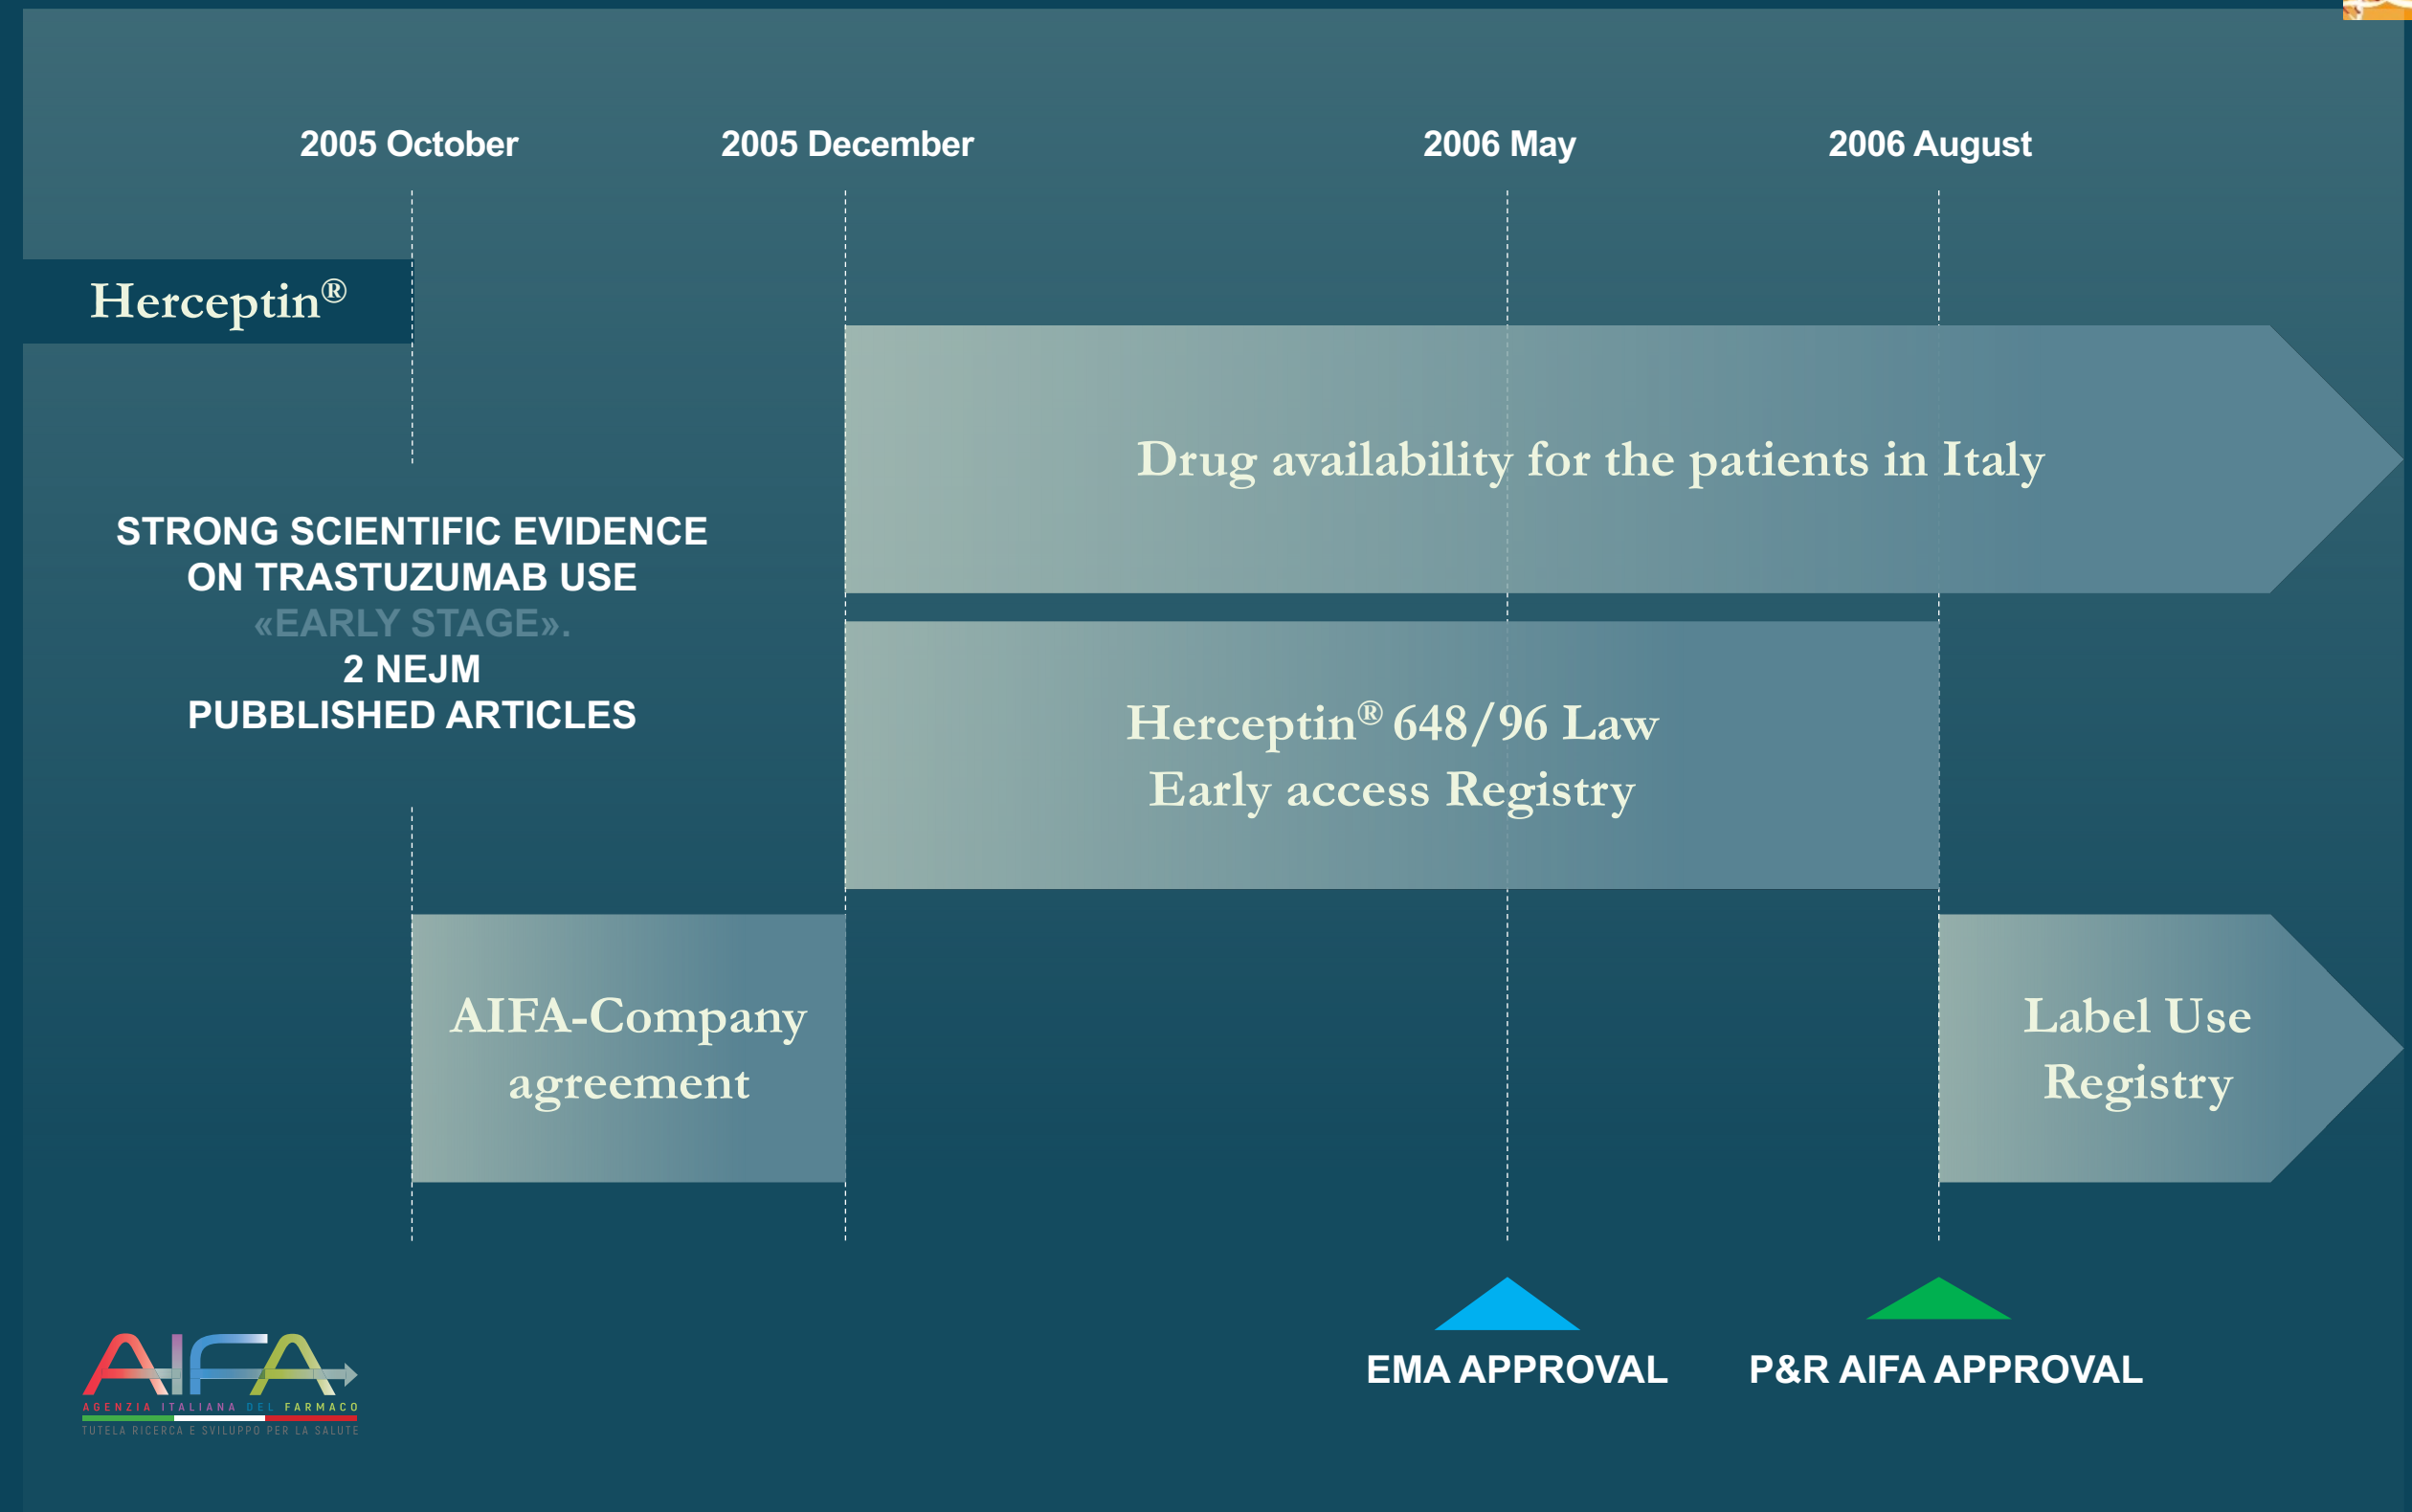 2005 October
2005 December
2006 May
2006 August
Herceptin®
Drug availability for the patients in Italy
STRONG SCIENTIFIC EVIDENCE
ON TRASTUZUMAB USE
«EARLY STAGE».
2 NEJM
PUBBLISHED ARTICLES
Herceptin® 648/96 Law
Early access Registry
AIFA-Company
agreement
Label Use
Registry
EMA APPROVAL
P&R AIFA APPROVAL
AIFA
AGENZIA ITALIANA DEL FARMACO
TUTELA RICERCA E SVILUPPO PER LA SALUTE